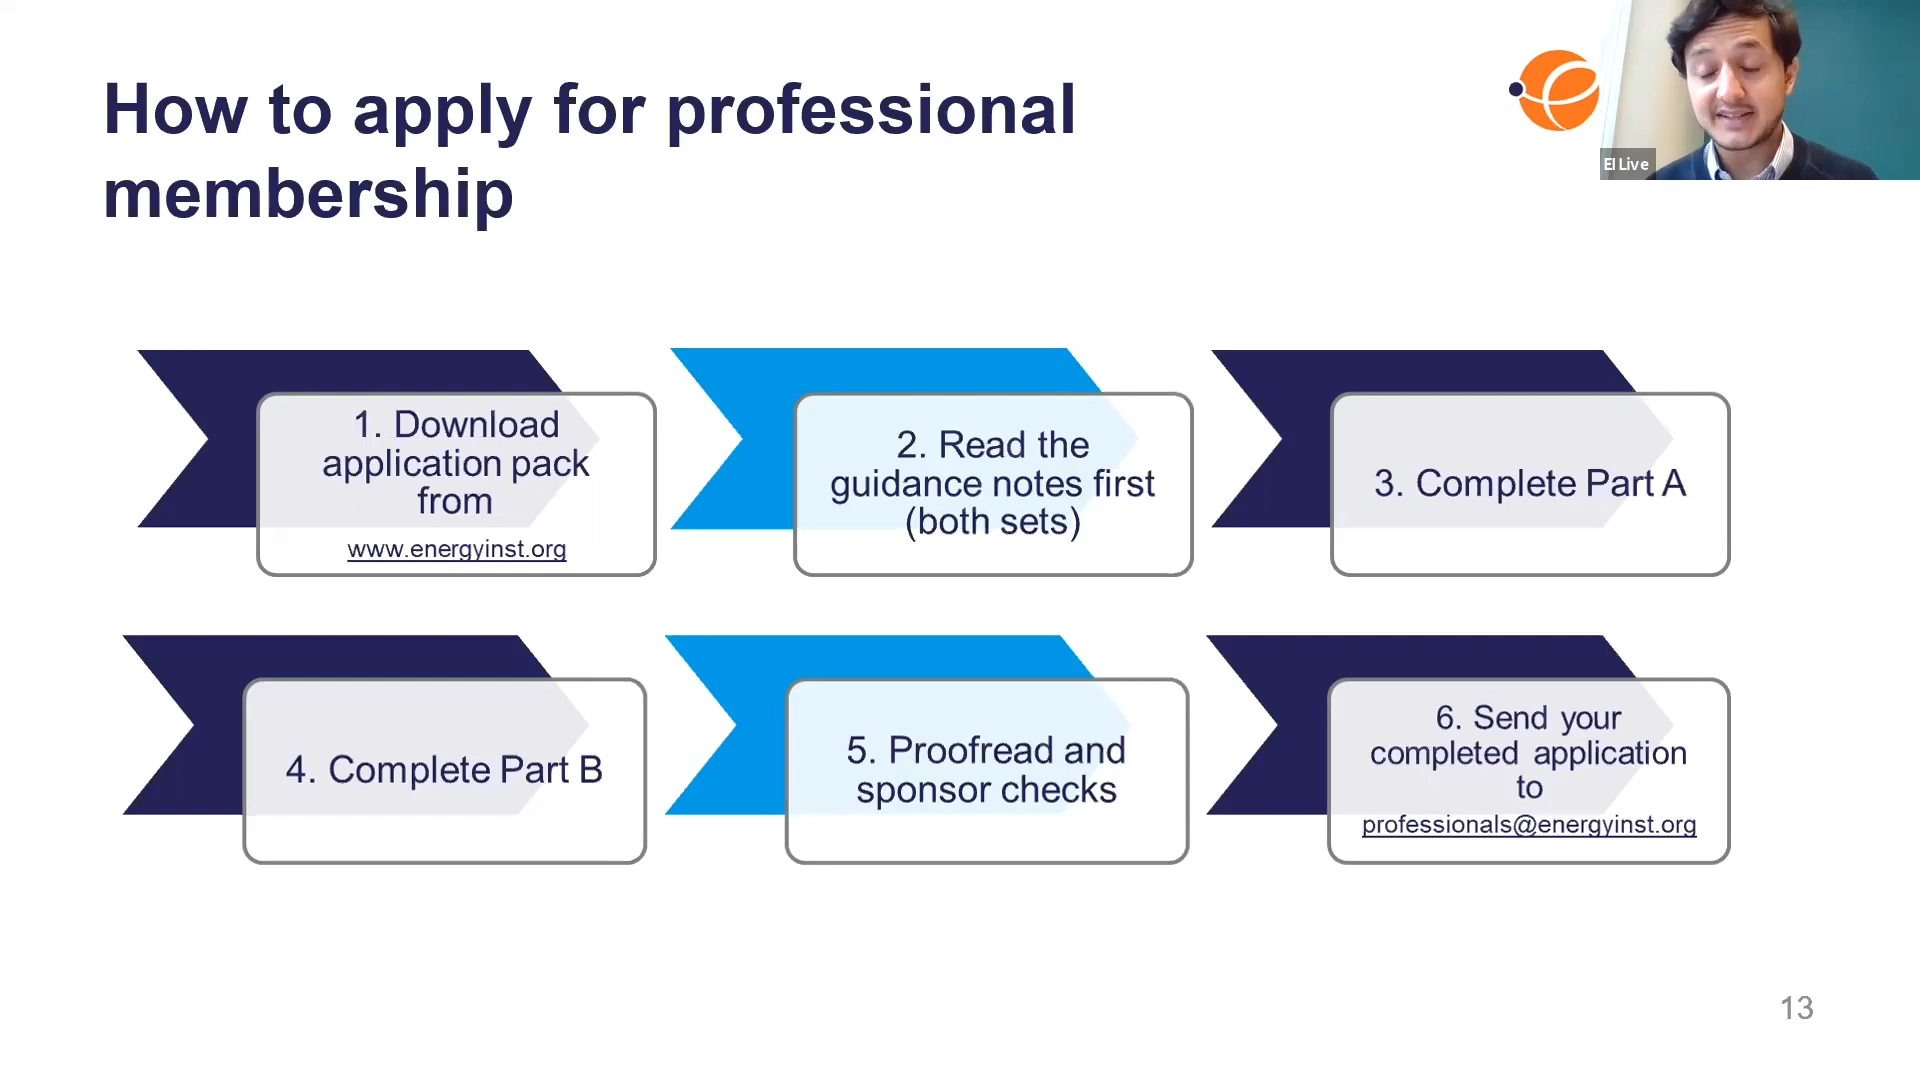 How to apply for professional
membership
EI Live
1. Download
application pack
from
www.energyinst.org
2. Read the
guidance notes first
(both sets)
3. Complete Part A
4. Complete Part B
5. Proofread and
sponsor checks
6. Send your
completed application
to
professionals@energyinst.org
13